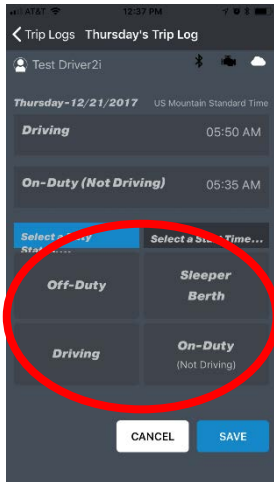 AT&T 12:37 PM
Trip Logs Thursday's Trip Log
Test Driver2i
Thursday-12/21/2017 US Mountain Standard Time
Driving 05:50 AM
On-Duty (Not Driving) 05:35 AM
Select a Duty Select a Start Time...
Off-Duty
Sleeper
Berth
Driving
On-Duty
(Not Driving)
CANCEL SAVE